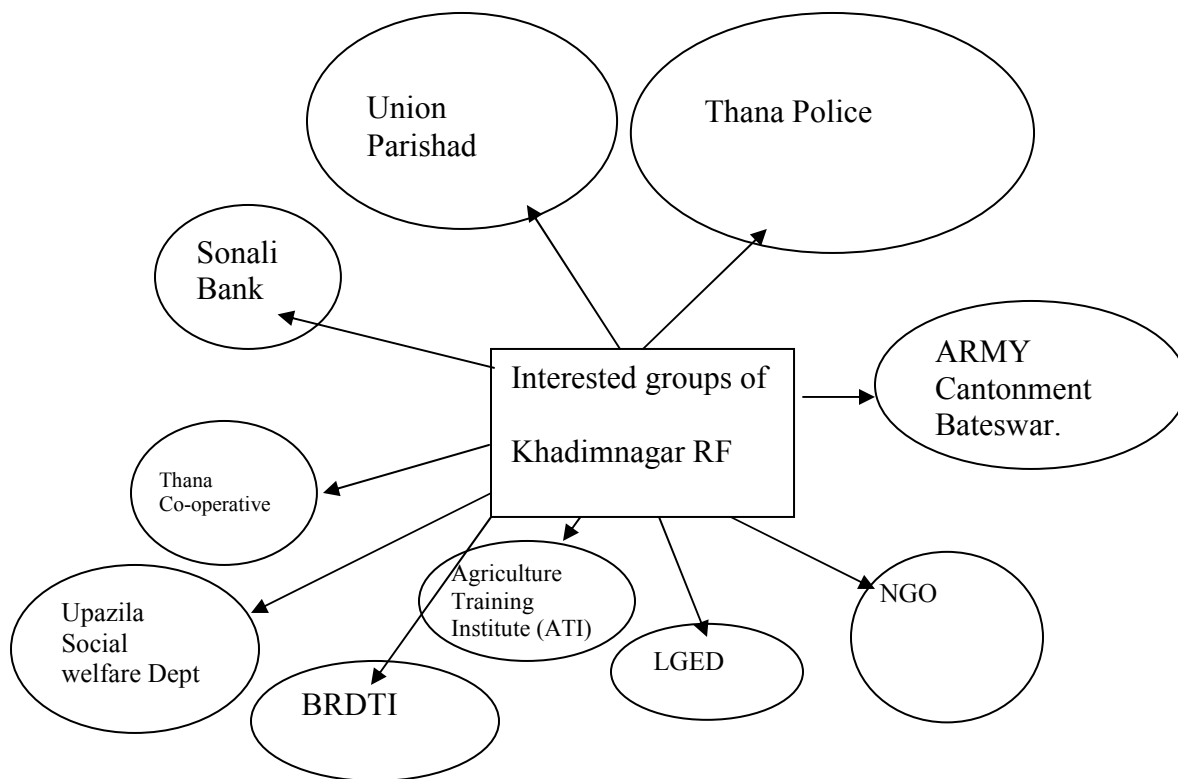 Union
Parishad
Thana Police
Sonali
Bank
Interested groups of
Khadimnagar RF
ARMY
Cantonment
Bateswar.
Thana
Co-operative
Agriculture
Training
Institute (ATI)
NGO
Upazila
Social
welfare Dept
LGED
BRDTI